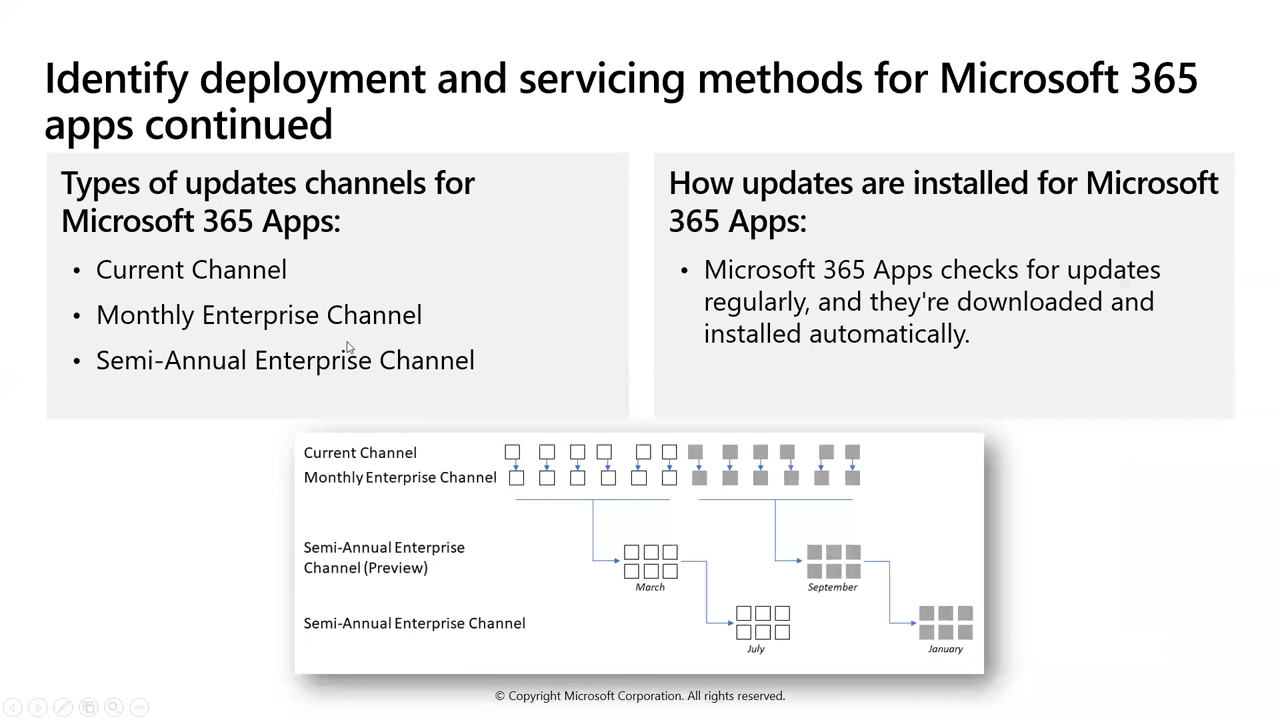 Identify deployment and servicing methods for Microsoft 365
apps continued
Types of updates channels for
Microsoft 365 Apps:
• Current Channel
• Monthly Enterprise Channel
• Semi-Annual Enterprise Channel
How updates are installed for Microsoft
365 Apps:
• Microsoft 365 Apps checks for updates
regularly, and they're downloaded and
installed automatically.
Current Channel
Monthly Enterprise Channel
Semi-Annual Enterprise
Channel (Preview)
March
September
Semi-Annual Enterprise Channel
July
January
© Copyright Microsoft Corporation. All rights reserved.